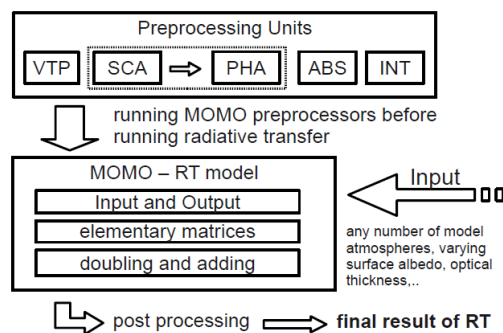 Preprocessing Units
VTP SCA PHA ABS INT
running MOMO preprocessors before
running radiative transfer
MOMO – RT model
Input and Output
elementary matrices
doubling and adding
Input
any number of model
atmospheres, varying
surface albedo, optical
thickness,..
post processing final result of RT